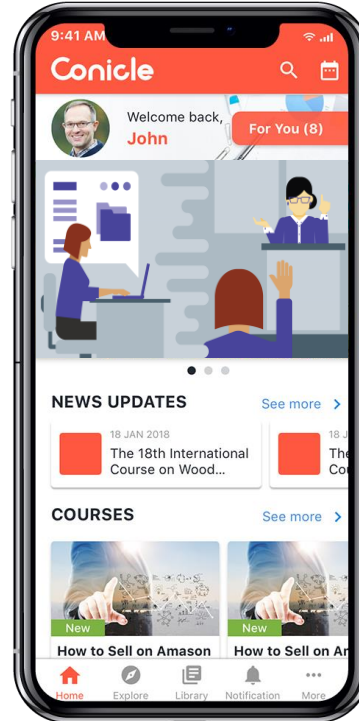 9:41 AM
Conicle
Welcome back,
John
For You (8)
NEWS UPDATES
See more
18 JAN 2018
The 18th International
Course on Wood...
18 J
The
Cou
COURSES
See more
New
How to Sell on Amason
New
How to Sell on Am
Home
Explore
Library
Notification
More